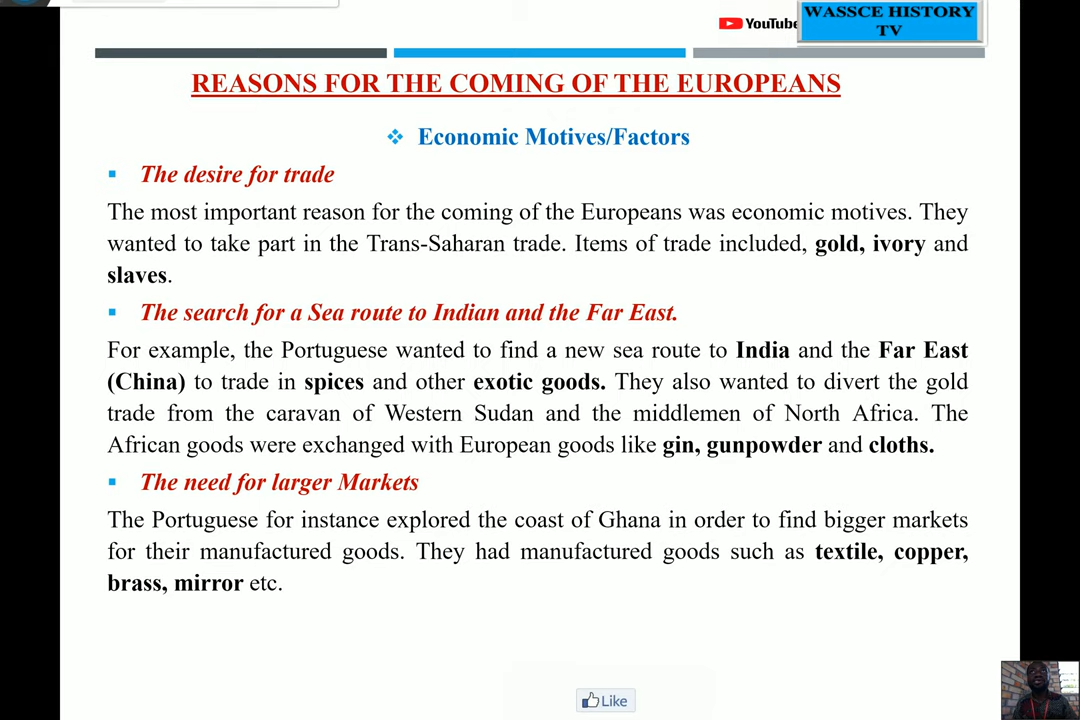 YouTube
WASSCE HISTORY
TV
REASONS FOR THE COMING OF THE EUROPEANS
❖ Economic Motives/Factors
▪ The desire for trade
The most important reason for the coming of the Europeans was economic motives. They
wanted to take part in the Trans-Saharan trade. Items of trade included, gold, ivory and
slaves.
▪ The search for a Sea route to Indian and the Far East.
For example, the Portuguese wanted to find a new sea route to India and the Far East
(China) to trade in spices and other exotic goods. They also wanted to divert the gold
trade from the caravan of Western Sudan and the middlemen of North Africa. The
African goods were exchanged with European goods like gin, gunpowder and cloths.
▪ The need for larger Markets
The Portuguese for instance explored the coast of Ghana in order to find bigger markets
for their manufactured goods. They had manufactured goods such as textile, copper,
brass, mirror etc.
Like